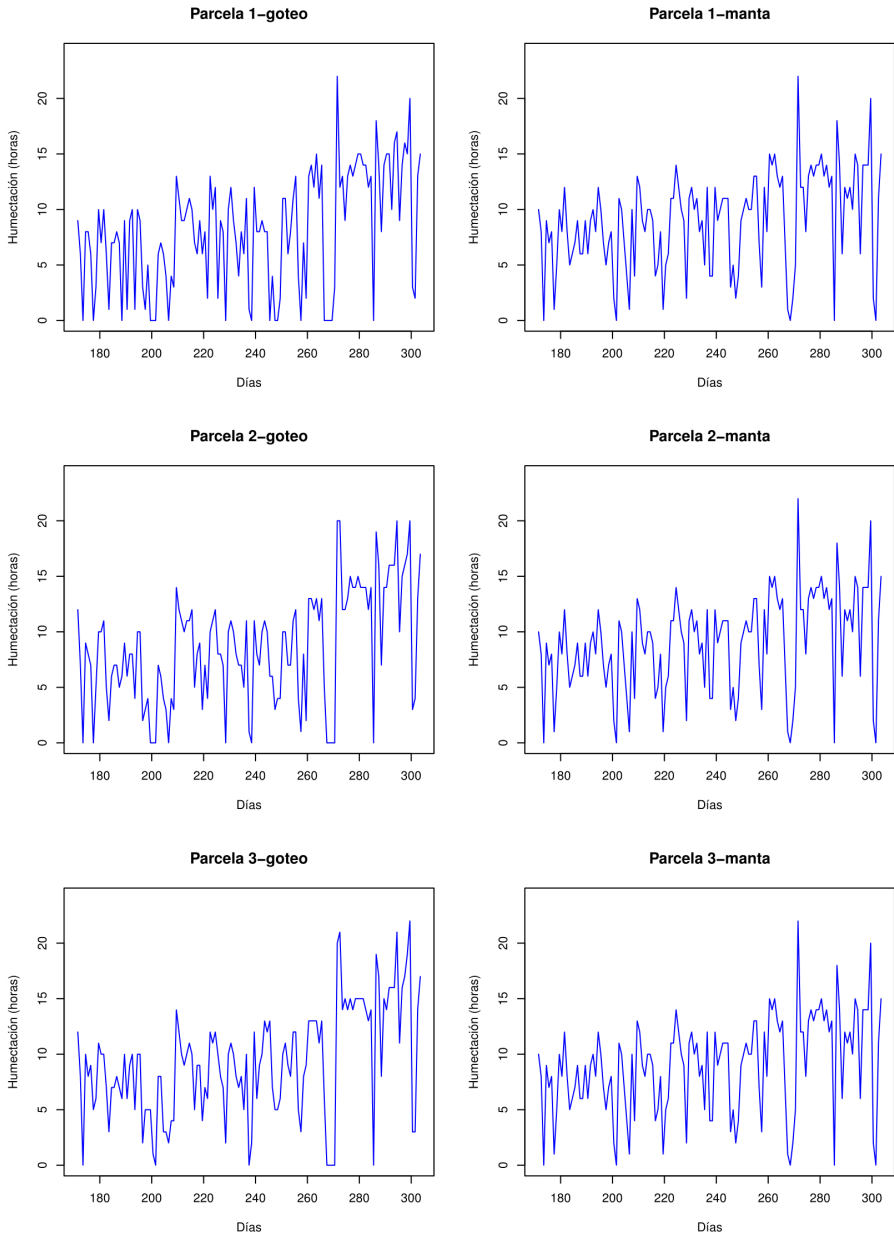 Parcela 1−goteo
Humectación (horas)
20
15
10
5
0
180 200 220 240 260 280 300
Días
Parcela 1−manta
Humectación (horas)
20
15
10
5
0
180 200 220 240 260 280 300
Días
Parcela 2−goteo
Humectación (horas)
20
15
10
5
0
180 200 220 240 260 280 300
Días
Parcela 2−manta
Humectación (horas)
20
15
10
5
0
180 200 220 240 260 280 300
Días
Parcela 3−goteo
Humectación (horas)
20
15
10
5
0
180 200 220 240 260 280 300
Días
Parcela 3−manta
Humectación (horas)
20
15
10
5
0
180 200 220 240 260 280 300
Días